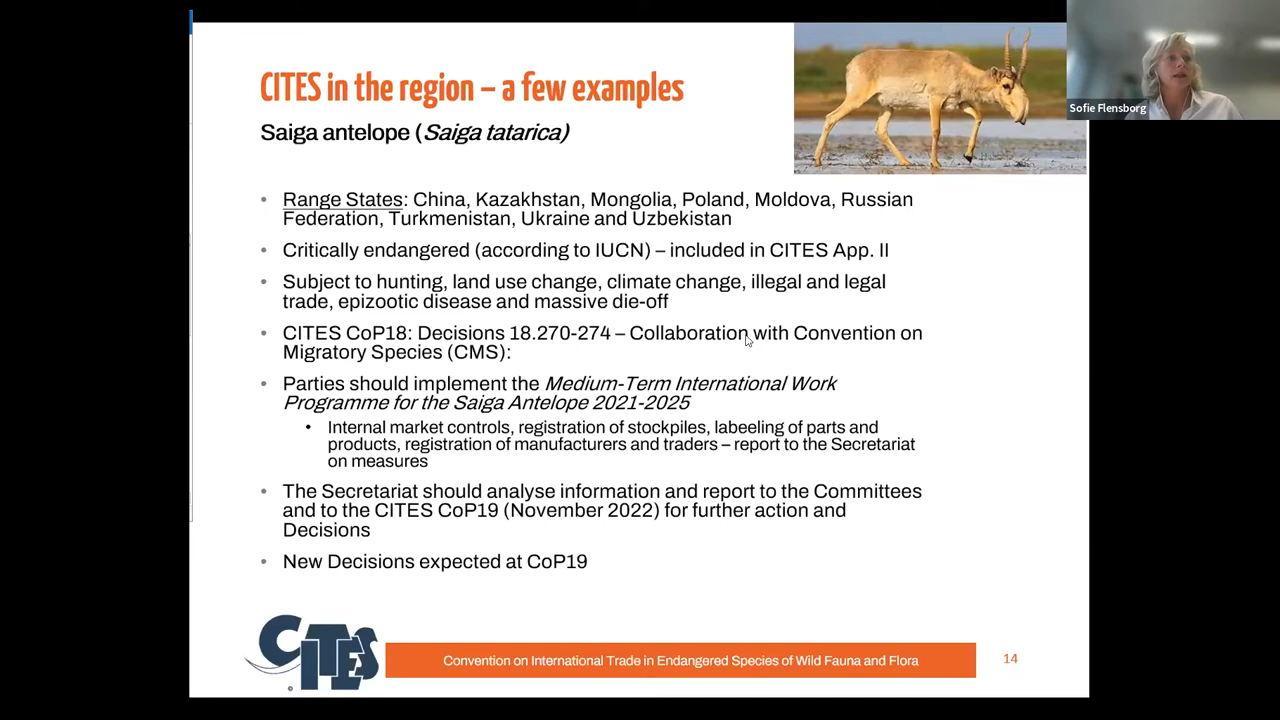 CITES in the region – a few examples
Sofie Flensborg
Saiga antelope (Saiga tatarica)
Range States: China, Kazakhstan, Mongolia, Poland, Moldova, Russian
Federation, Turkmenistan, Ukraine and Uzbekistan
Critically endangered (according to IUCN) – included in CITES App. II
Subject to hunting, land use change, climate change, illegal and legal
trade, epizootic disease and massive die-off
CITES CoP18: Decisions 18.270-274 – Collaboration with Convention on
Migratory Species (CMS):
Parties should implement the Medium-Term International Work
Programme for the Saiga Antelope 2021-2025
Internal market controls, registration of stockpiles, labeeling of parts and
products, registration of manufacturers and traders – report to the Secretariat
on measures
The Secretariat should analyse information and report to the Committees
and to the CITES CoP19 (November 2022) for further action and
Decisions
New Decisions expected at CoP19
CITES
©
Convention on International Trade in Endangered Species of Wild Fauna and Flora
14